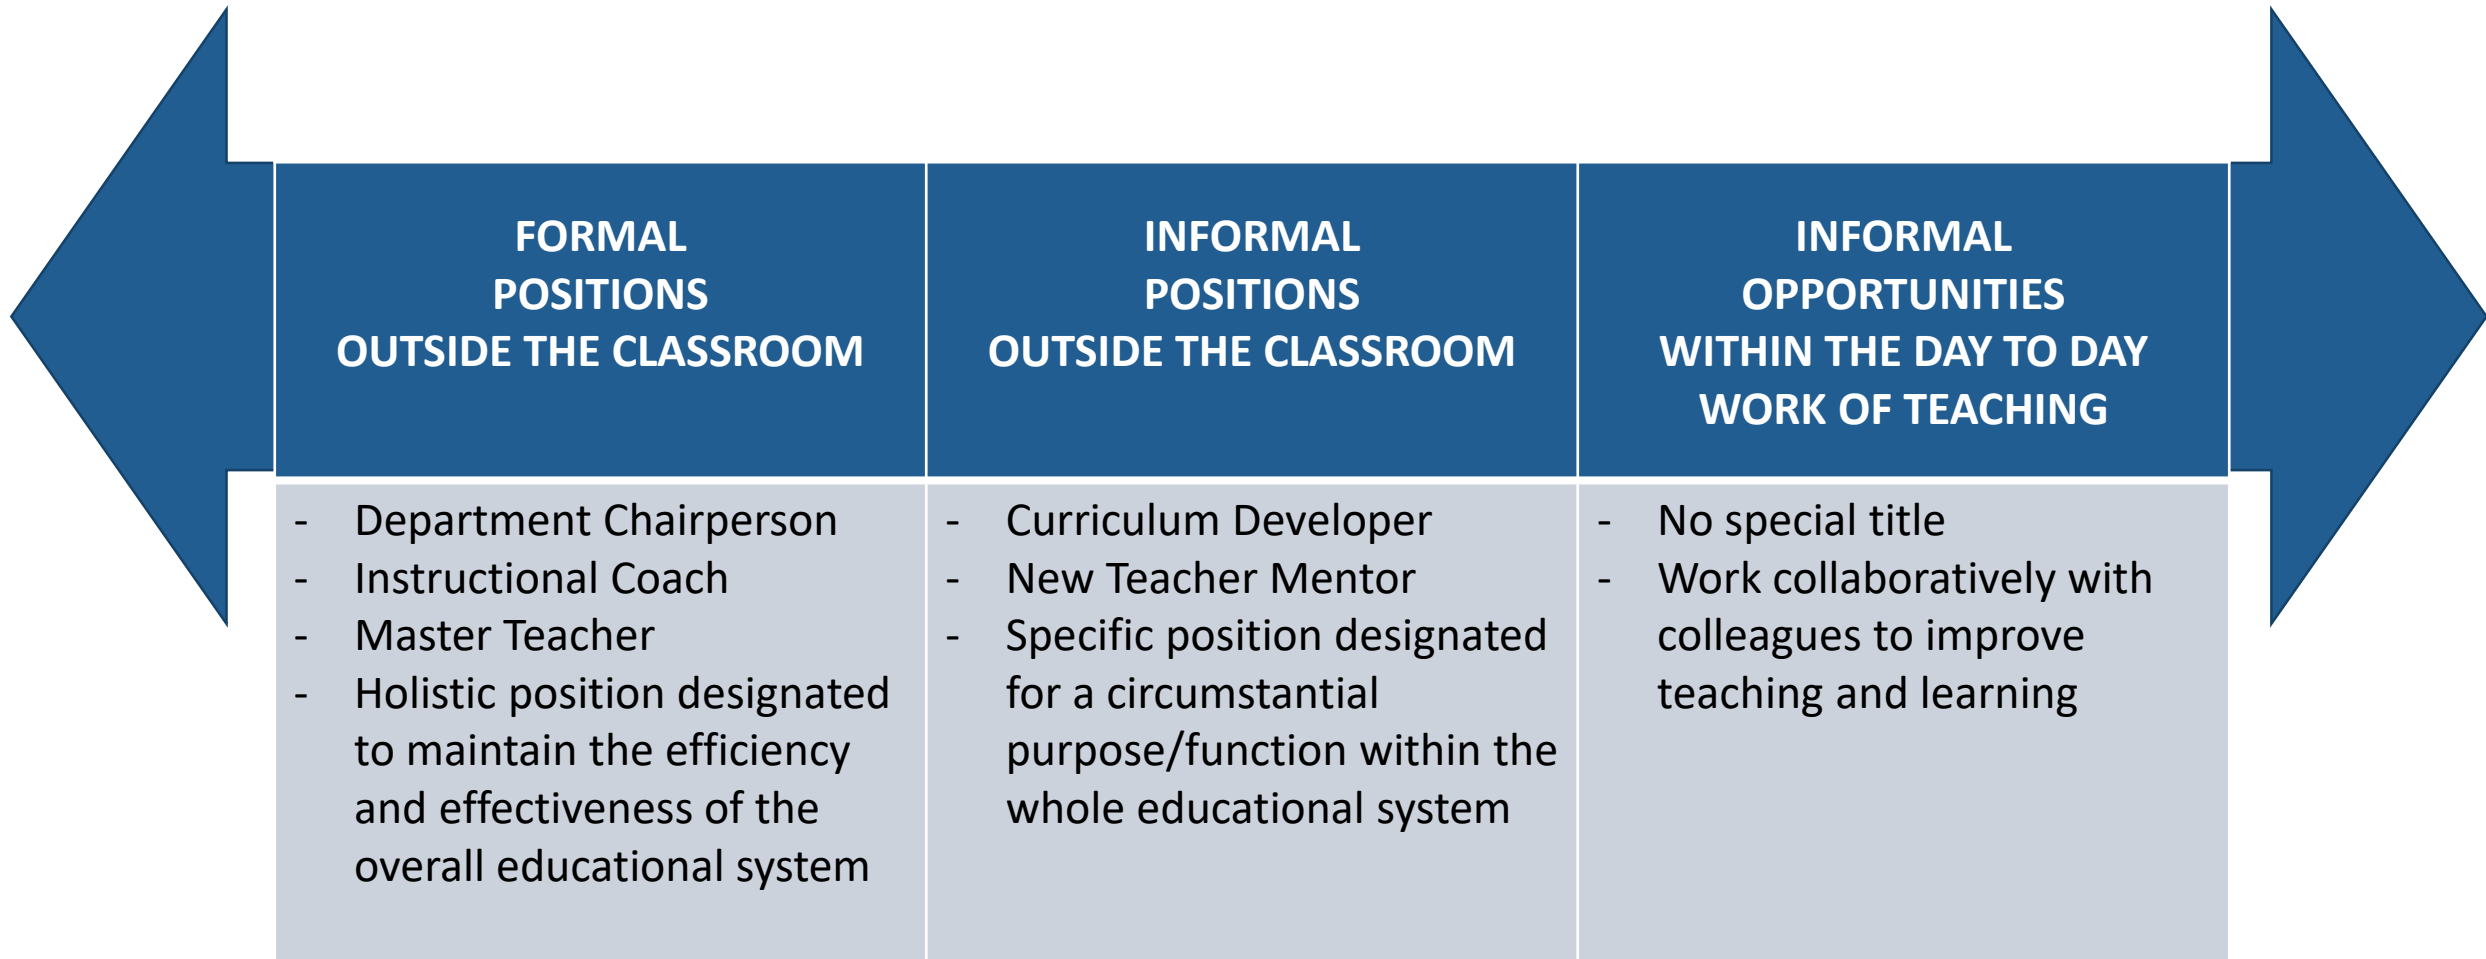 FORMAL
POSITIONS
OUTSIDE THE CLASSROOM
INFORMAL
POSITIONS
OUTSIDE THE CLASSROOM
INFORMAL
OPPORTUNITIES
WITHIN THE DAY TO DAY
WORK OF TEACHING
- Department Chairperson
- Instructional Coach
- Master Teacher
- Holistic position designated
to maintain the efficiency
and effectiveness of the
overall educational system
- Curriculum Developer
- New Teacher Mentor
- Specific position designated
for a circumstantial
purpose/function within the
whole educational system
- No special title
- Work collaboratively with
colleagues to improve
teaching and learning